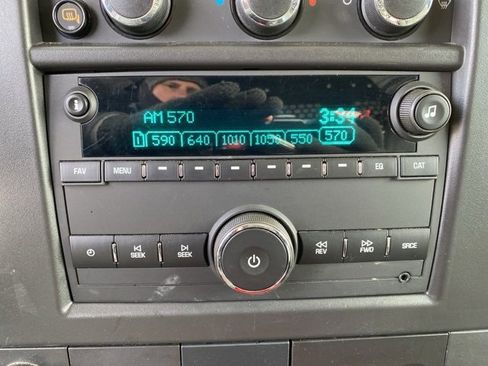 AM 570 3:34
1 590 640 1010 1050 550 570
FAV MENU EQ CAT
SEEK SEEK REV FWD SRCE